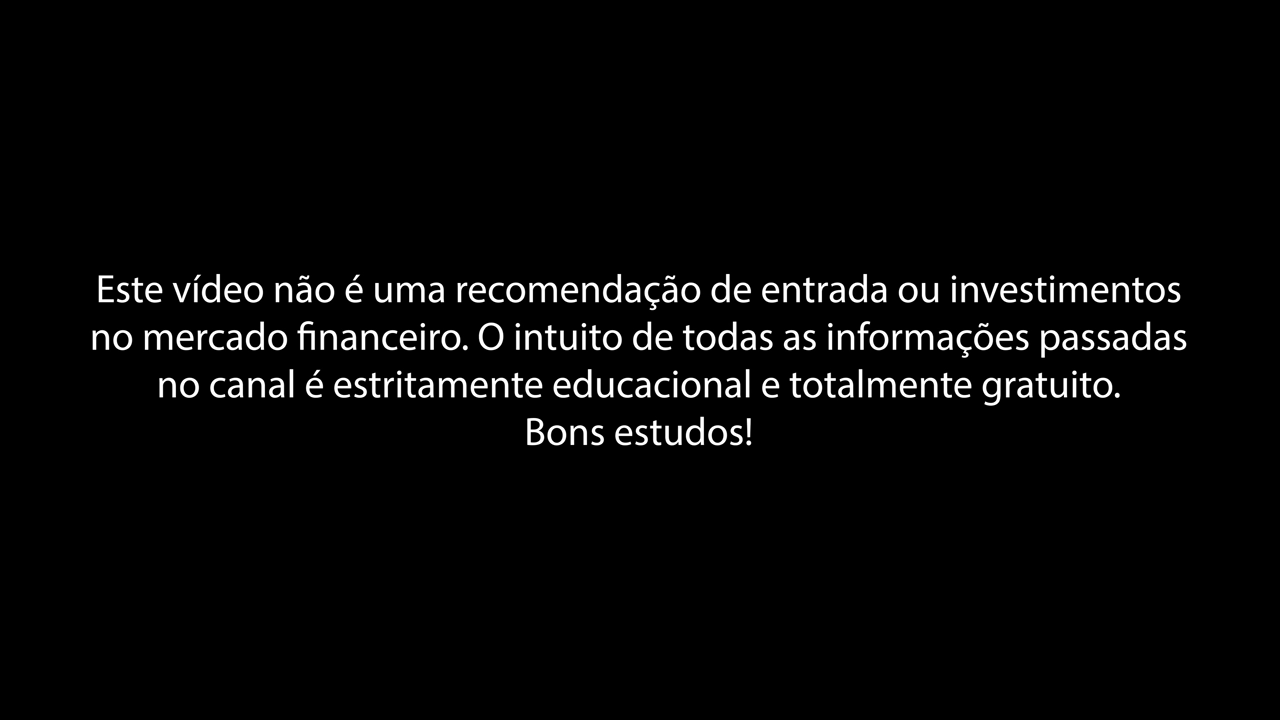 Este vídeo não é uma recomendação de entrada ou investimentos
no mercado financeiro. O intuito de todas as informações passadas
no canal é estritamente educacional e totalmente gratuito.
Bons estudos!